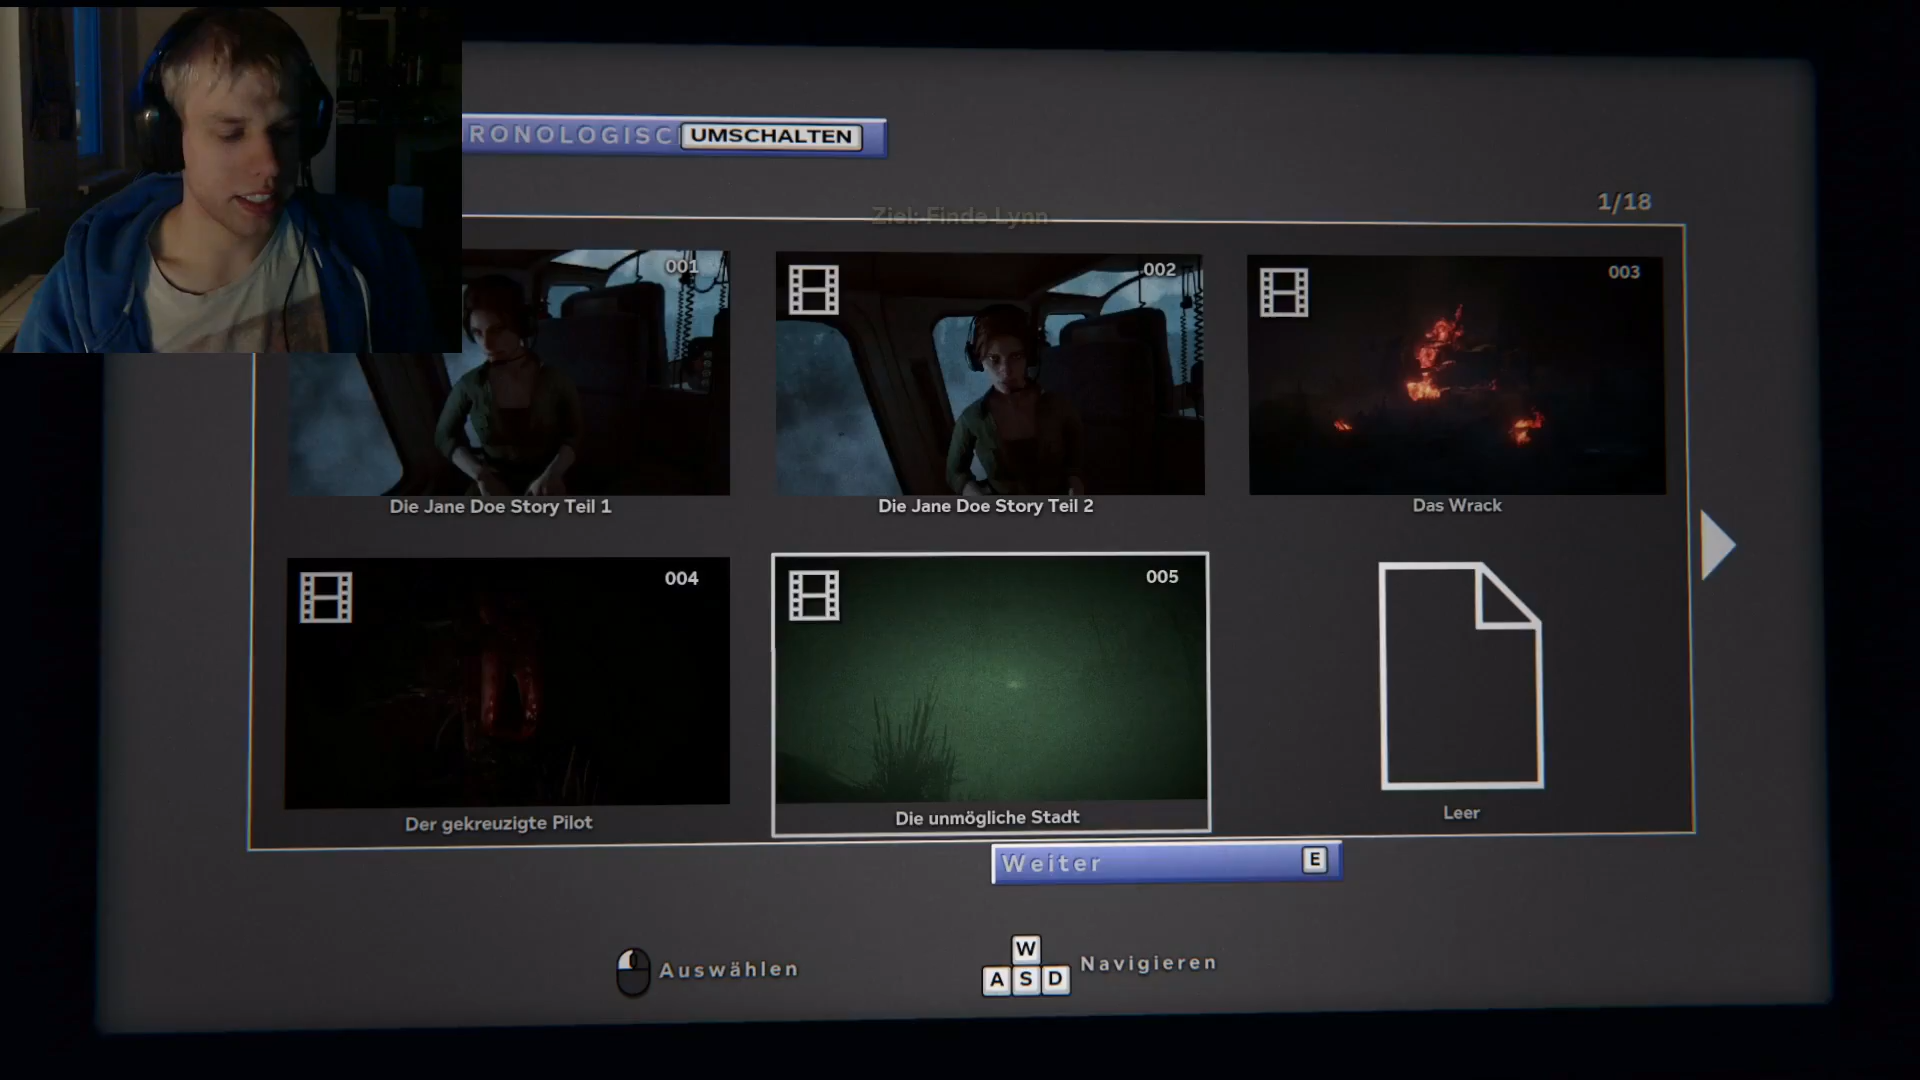 RONOLOGISC UMSCHALTEN
1/18
Ziel: Finde Lynn
001
002
003
Die Jane Doe Story Teil 1
Die Jane Doe Story Teil 2
Das Wrack
004
005
Der gekreuzigte Pilot
Die unmögliche Stadt
Leer
Weiter E
Auswählen
W
A S D
Navigieren